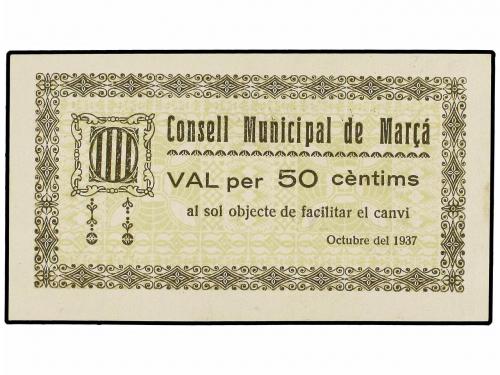 Consell Municipal de Marçá
VAL per 50 cèntims
al sol objecte de facilitar el canvi
Octubre del 1937